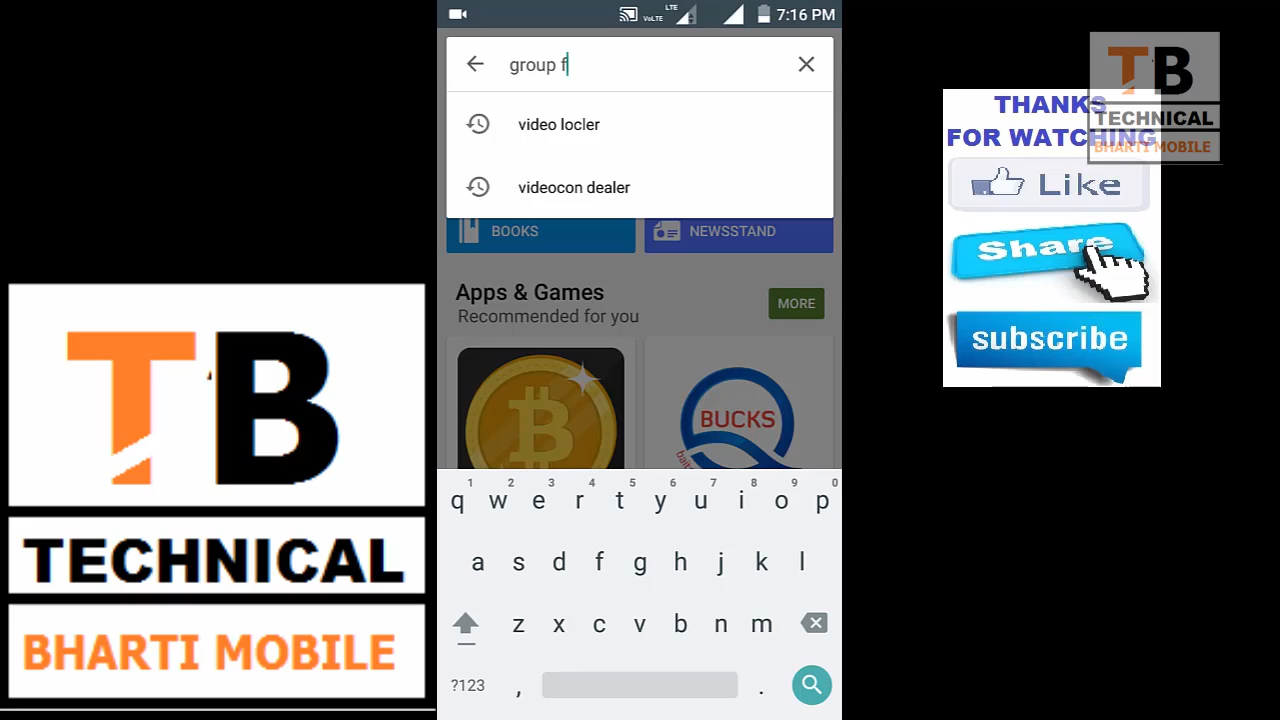 TB
TECHNICAL
BHARTI MOBILE
VoLTE LTE 7:16 PM
group f
video locler
videocon dealer
BOOKS
NEWSSTAND
Apps & Games
MORE
Recommended for you
B
BUCKS
1 2 3 4 5 6 7 8 9 0
q w e r t y u i o p
a s d f g h j k l
z x c v b n m
?123 , .
THANKS
FOR WATCHING
Like
Share
subscribe
TB
TECHNICAL
BHARTI MOBILE